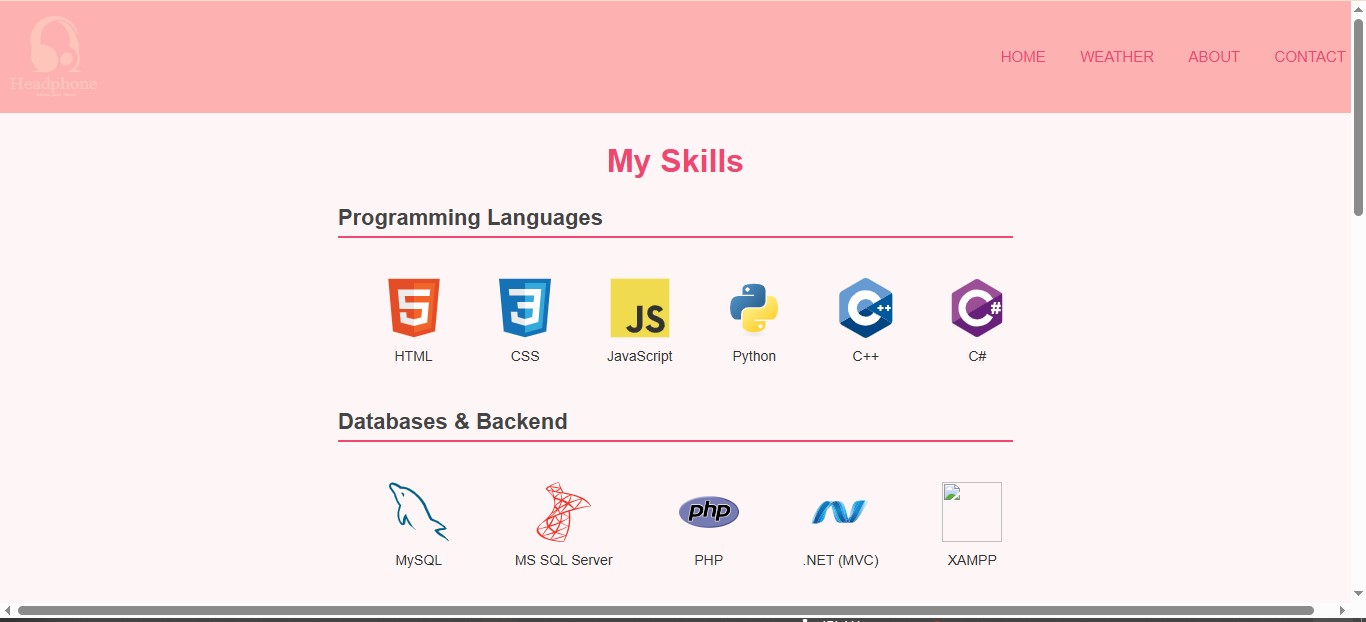 Headphone
HOME WEATHER ABOUT CONTACT
My Skills
Programming Languages
5 3 JS C++ C#
HTML CSS JavaScript Python C++ C#
Databases & Backend
php
MySQL MS SQL Server PHP .NET (MVC) XAMPP